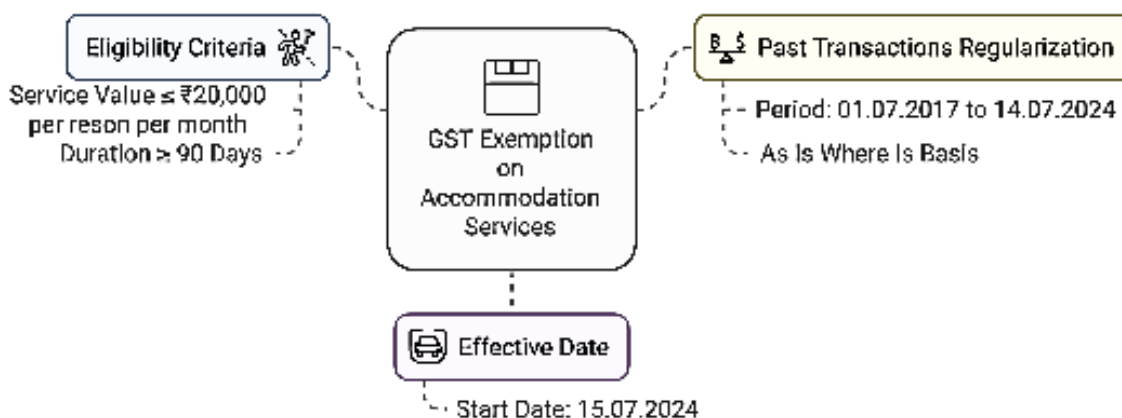 Eligibility Criteria
Service Value ≤ ₹20,000
per reson per month
Duration ≥ 90 Days
GST Exemption
on
Accommodation
Services
Past Transactions Regularization
Period: 01.07.2017 to 14.07.2024
As Is Where Is Basis
Effective Date
Start Date: 15.07.2024